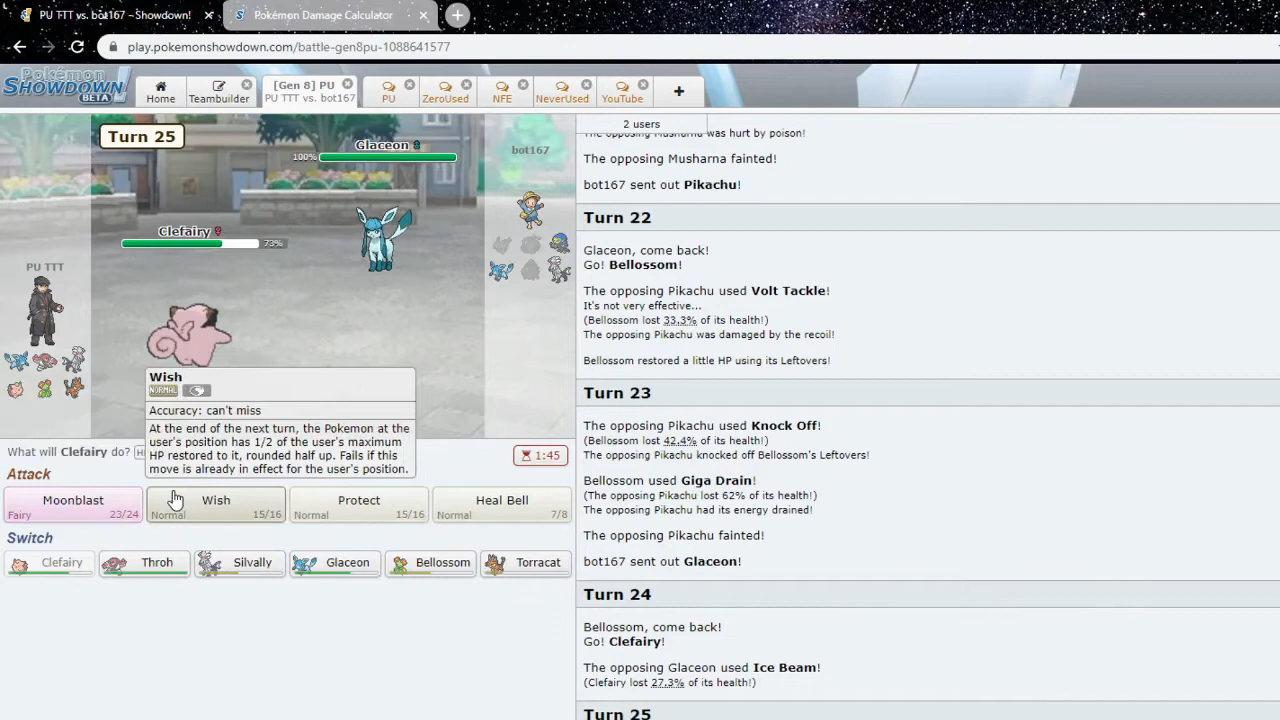 PU TTT vs. bot167 - Showdown!
Pokémon Damage Calculator
play.pokemonshowdown.com/battle-gen8pu-1088641577
Pokémon
SHOWDOWN
BETA
Home
Teambuilder
[Gen 8] PU
PU TTT vs. bot167
PU
ZeroUsed
NFE
NeverUsed
YouTube
Turn 25
Glaceon
100%
bot167
Clefairy
73%
PU TTT
Wish
NORMAL
Accuracy: can't miss
At the end of the next turn, the Pokemon at the
user's position has 1/2 of the user's maximum
HP restored to it, rounded half up. Fails if this
move is already in effect for the user's position.
What will Clefairy do?
1:45
Attack
Moonblast
Fairy 23/24
Wish
Normal 15/16
Protect
Normal 15/16
Heal Bell
Normal 7/8
Switch
Clefairy
Throh
Silvally
Glaceon
Bellossom
Torracat
2 users
The opposing Musharna was hurt by poison!
The opposing Musharna fainted!
bot167 sent out Pikachu!
Turn 22
Glaceon, come back!
Go! Bellossom!
The opposing Pikachu used Volt Tackle!
It's not very effective...
(Bellossom lost 33.3% of its health!)
The opposing Pikachu was damaged by the recoil!
Bellossom restored a little HP using its Leftovers!
Turn 23
The opposing Pikachu used Knock Off!
(Bellossom lost 42.4% of its health!)
The opposing Pikachu knocked off Bellossom's Leftovers!
Bellossom used Giga Drain!
(The opposing Pikachu lost 62% of its health!)
The opposing Pikachu had its energy drained!
The opposing Pikachu fainted!
bot167 sent out Glaceon!
Turn 24
Bellossom, come back!
Go! Clefairy!
The opposing Glaceon used Ice Beam!
(Clefairy lost 27.3% of its health!)
Turn 25